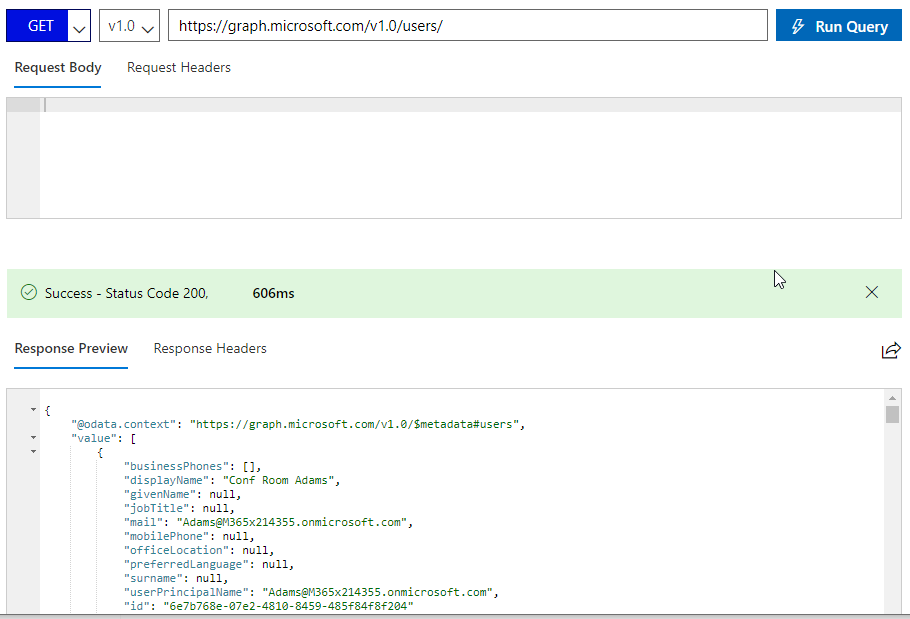 GET v1.0 https://graph.microsoft.com/v1.0/users/ Run Query
Request Body Request Headers
Success - Status Code 200, 606ms
Response Preview Response Headers
{
"@odata.context": "https://graph.microsoft.com/v1.0/$metadata#users",
"value": [
{
"businessPhones": [],
"displayName": "Conf Room Adams",
"givenName": null,
"jobTitle": null,
"mail": "Adams@M365x214355.onmicrosoft.com",
"mobilePhone": null,
"officeLocation": null,
"preferredLanguage": null,
"surname": null,
"userPrincipalName": "Adams@M365x214355.onmicrosoft.com",
"id": "6e7b768e-07e2-4810-8459-485f84f8f204"